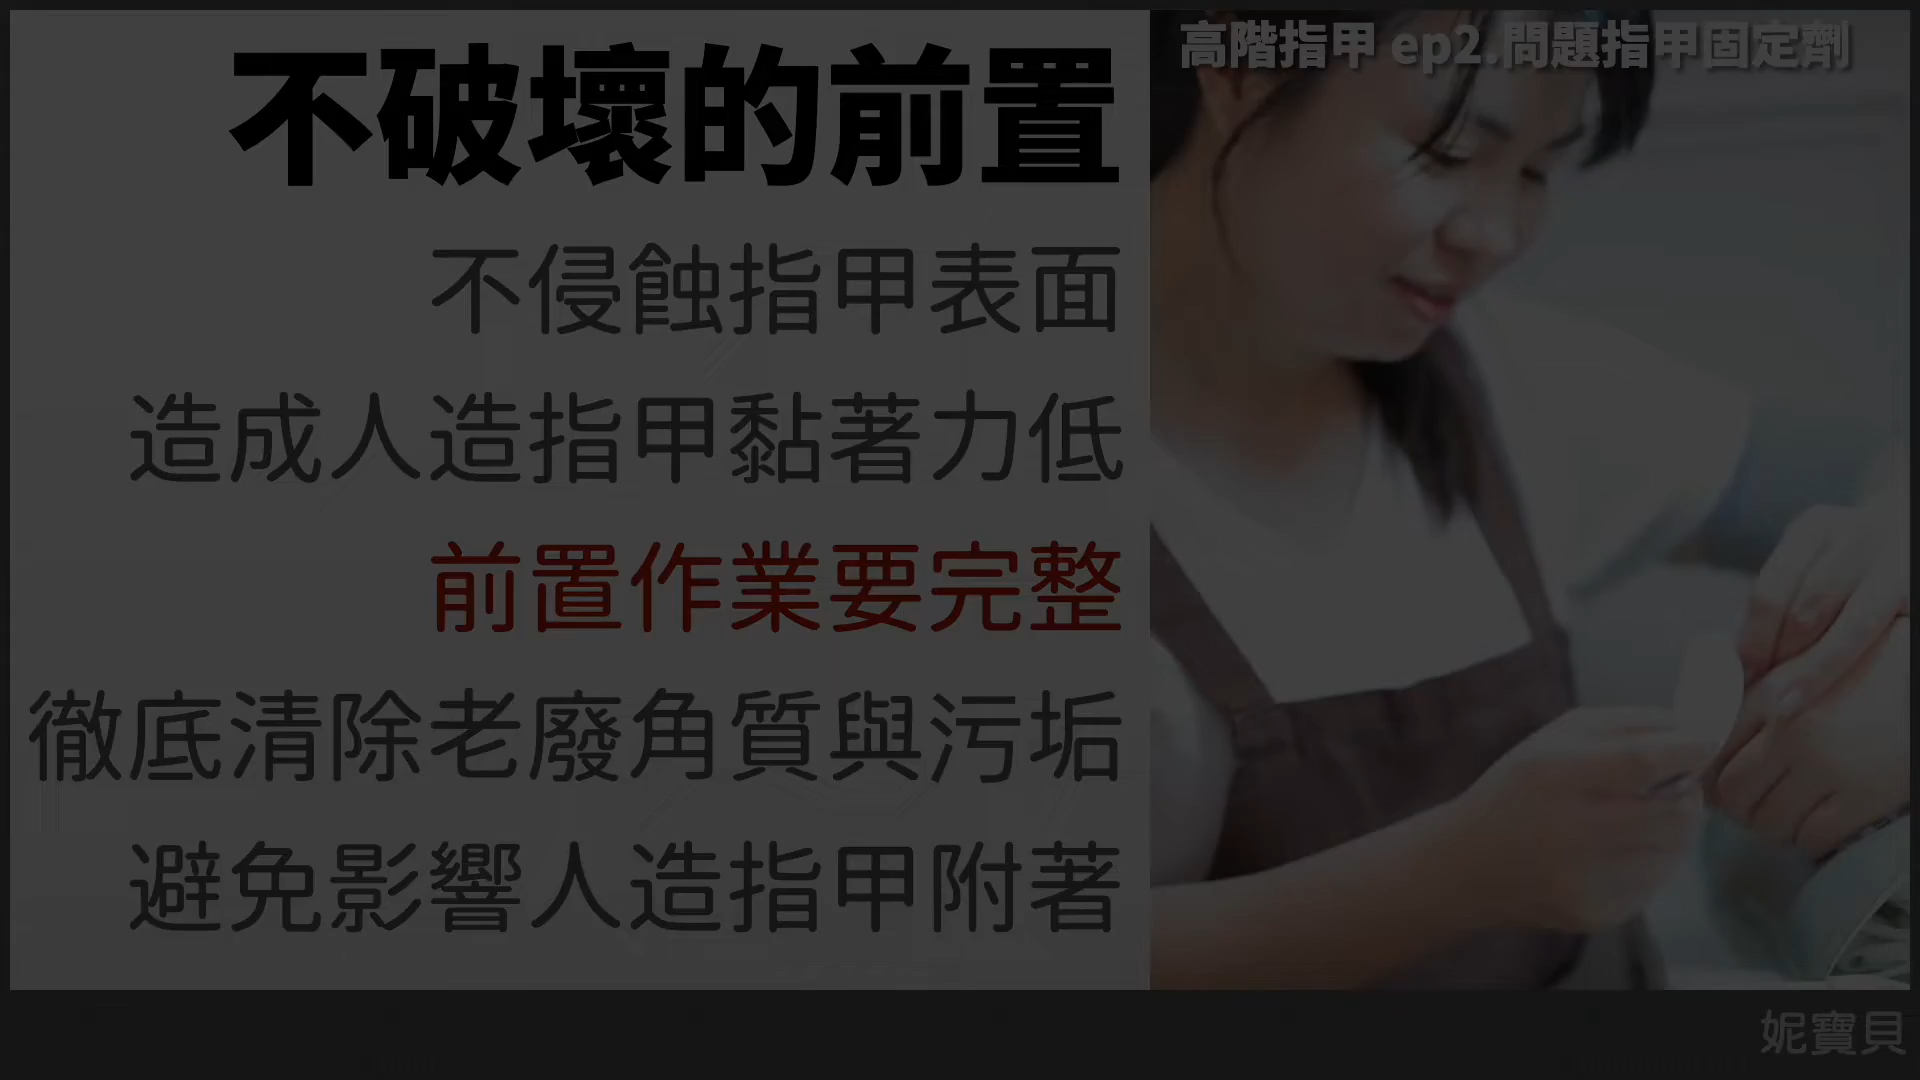 不破壞的前置
不侵蝕指甲表面
造成人造指甲黏著力低
前置作業要完整
徹底清除老廢角質與污垢
避免影響人造指甲附著
高階指甲 ep2.問題指甲固定劑
妮寶貝